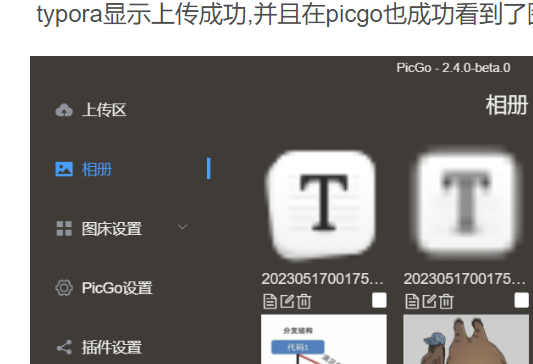 typora显示上传成功,并且在picgo也成功看到了
PicGo - 2.4.0-beta.0
上传区
相册
相册
图床设置
PicGo设置
插件设置
T
T
2023051700175...
2023051700175...
分支结构
代码1